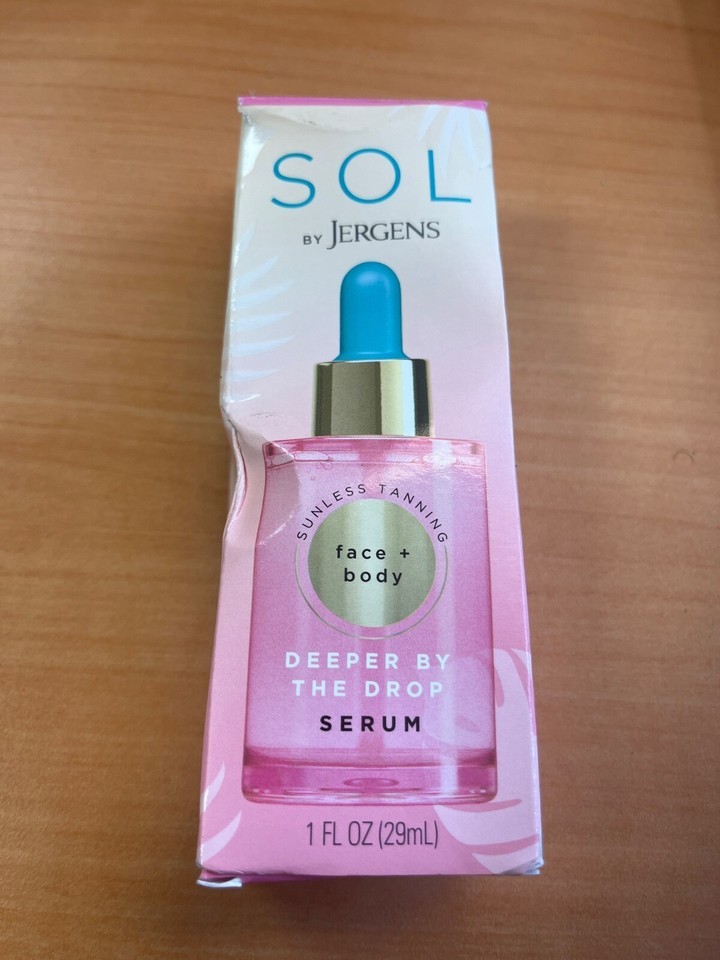 SOL
BY JERGENS
SUNLESS TANNING
face +
body
DEEPER BY
THE DROP
SERUM
1 FL OZ (29mL)